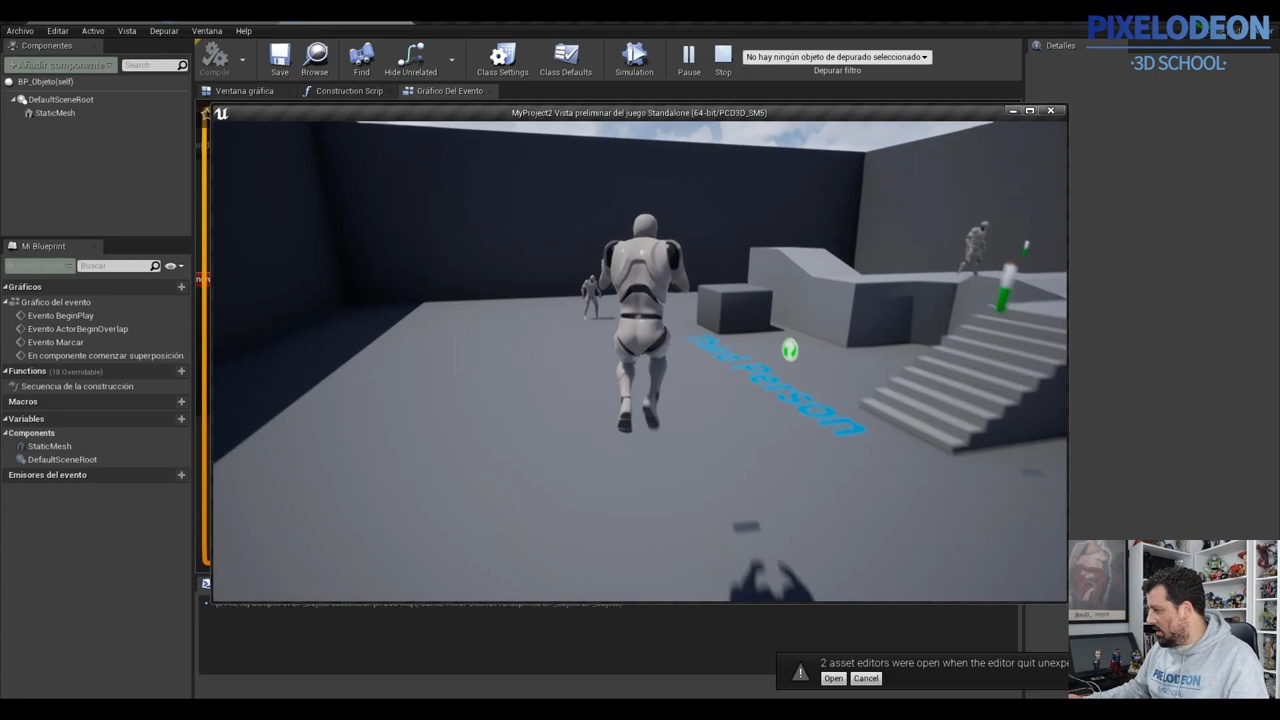 PIXELODEON
·3D SCHOOL·
Archivo Editar Activo Vista Depurar Ventana Help
Componentes
Detalles
+Añadir componente
Search
Compile
Save
Browse
Find
Hide Unrelated
Class Settings
Class Defaults
Simulation
Pause
Stop
No hay ningún objeto de depurado seleccionado
Depurar filtro
BP_Objeto(self)
Ventana gráfica
Construction Scrip
Gráfico Del Evento
DefaultSceneRoot
StaticMesh
MyProject2 Vista preliminar del juego Standalone (64-bit/PCD3D_SM5)
Mi Blueprint
Buscar
Gráficos
Gráfico del evento
Evento BeginPlay
Evento ActorBeginOverlap
Evento Marcar
En componente comenzar superposición
Functions (18 Overridable)
Secuencia de la construcción
Macros
Variables
Components
StaticMesh
DefaultSceneRoot
Emisores del evento
Third Person
2 asset editors were open when the editor quit unexpe
Open
Cancel
PIXELODEON